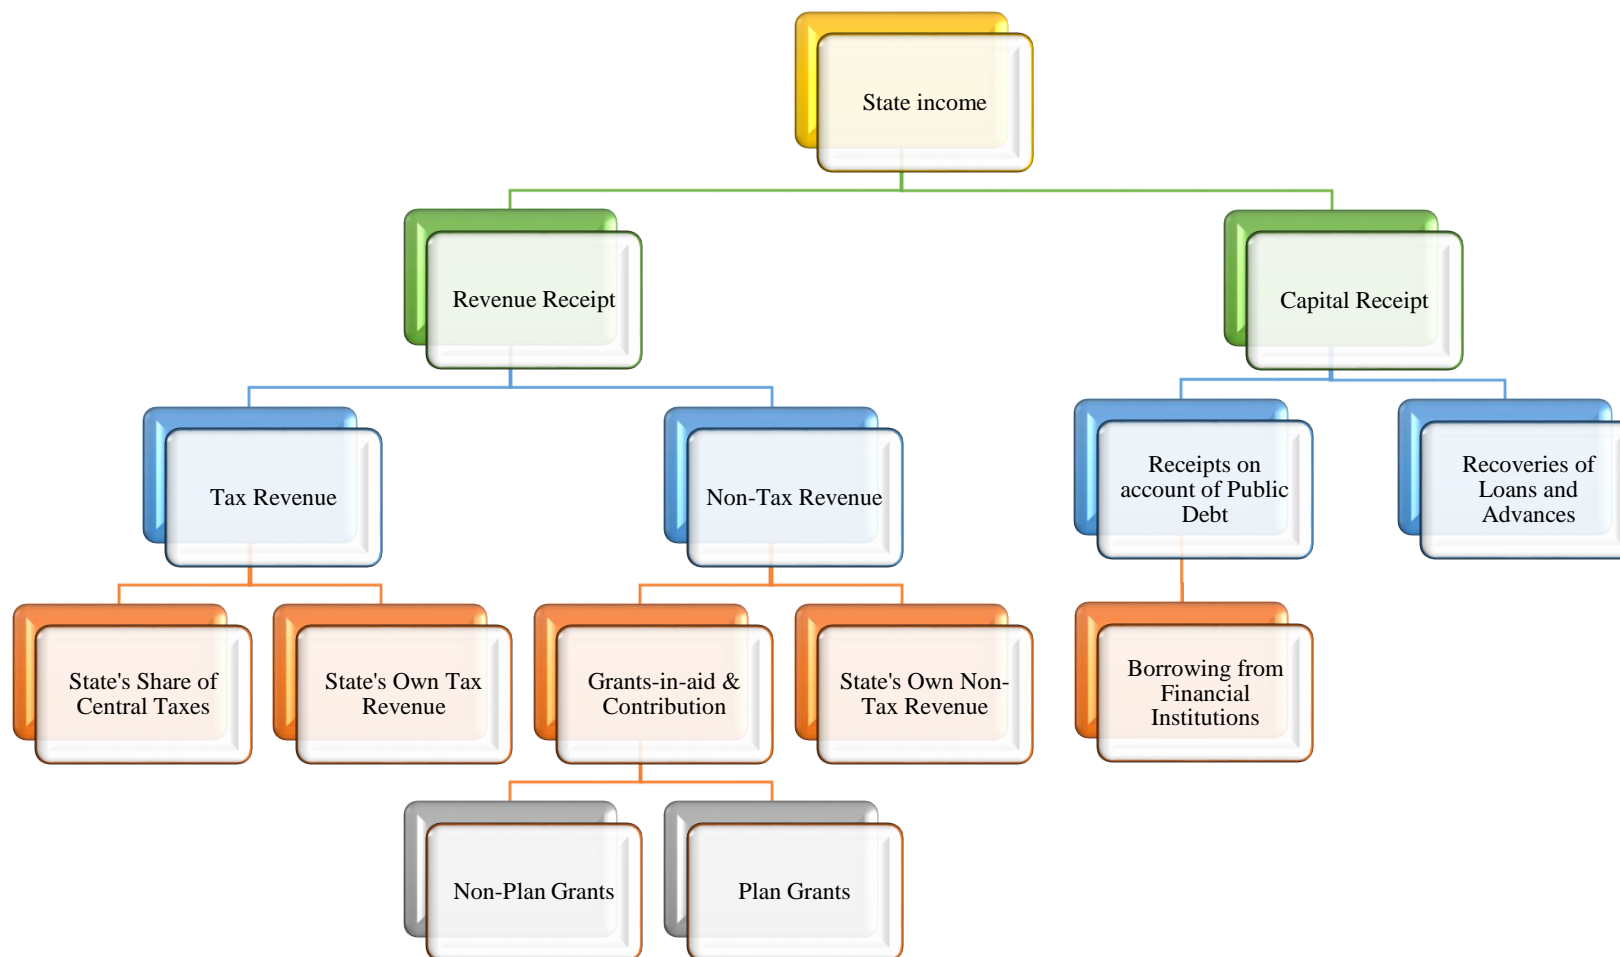 State income
Revenue Receipt
Capital Receipt
Tax Revenue
Non-Tax Revenue
Receipts on
account of Public
Debt
Recoveries of
Loans and
Advances
State's Share of
Central Taxes
State's Own Tax
Revenue
Grants-in-aid &
Contribution
State's Own Non-
Tax Revenue
Borrowing from
Financial
Institutions
Non-Plan Grants
Plan Grants